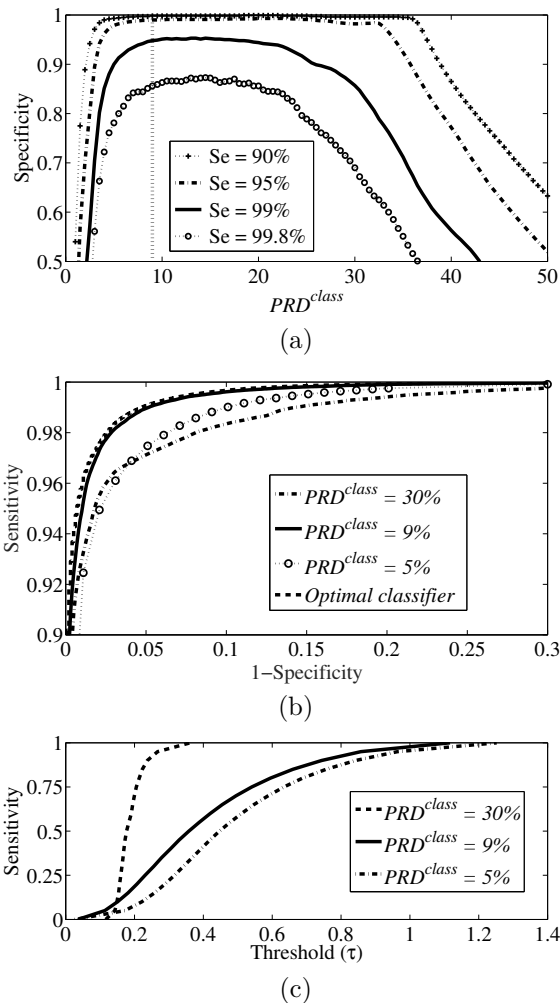 1
0.9
0.8
0.7
0.6
0.5
Specificity
Se = 90%
Se = 95%
Se = 99%
Se = 99.8%
0 10 20 30 40 50
PRD^class
(a)
1
0.98
0.96
0.94
0.92
0.9
Sensitivity
PRD^class = 30%
PRD^class = 9%
PRD^class = 5%
Optimal classifier
0 0.05 0.1 0.15 0.2 0.25 0.3
1−Specificity
(b)
1
0.75
0.5
0.25
0
Sensitivity
PRD^class = 30%
PRD^class = 9%
PRD^class = 5%
0 0.2 0.4 0.6 0.8 1 1.2 1.4
Threshold (τ)
(c)